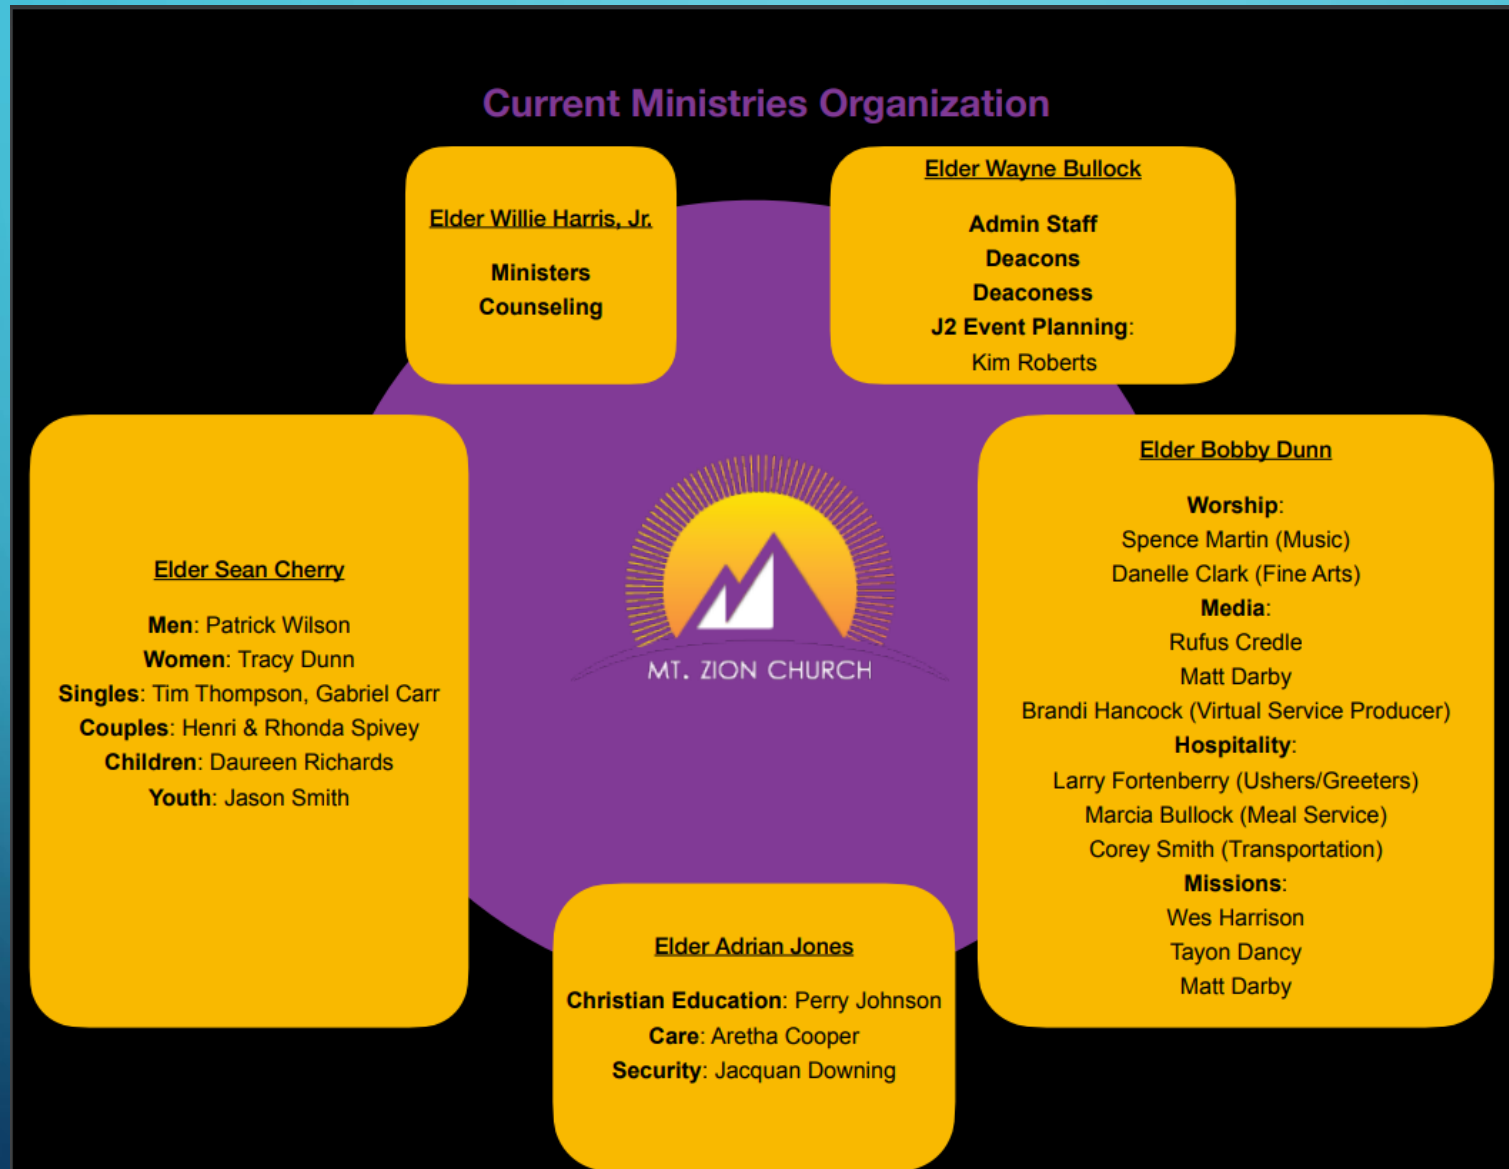 Current Ministries Organization
Elder Willie Harris, Jr.
Ministers
Counseling
Elder Wayne Bullock
Admin Staff
Deacons
Deaconess
J2 Event Planning:
Kim Roberts
Elder Sean Cherry
Men: Patrick Wilson
Women: Tracy Dunn
Singles: Tim Thompson, Gabriel Carr
Couples: Henri & Rhonda Spivey
Children: Daureen Richards
Youth: Jason Smith
MT. ZION CHURCH
Elder Bobby Dunn
Worship:
Spence Martin (Music)
Danelle Clark (Fine Arts)
Media:
Rufus Credle
Matt Darby
Brandi Hancock (Virtual Service Producer)
Hospitality:
Larry Fortenberry (Ushers/Greeters)
Marcia Bullock (Meal Service)
Corey Smith (Transportation)
Missions:
Wes Harrison
Tayon Dancy
Matt Darby
Elder Adrian Jones
Christian Education: Perry Johnson
Care: Aretha Cooper
Security: Jacquan Downing